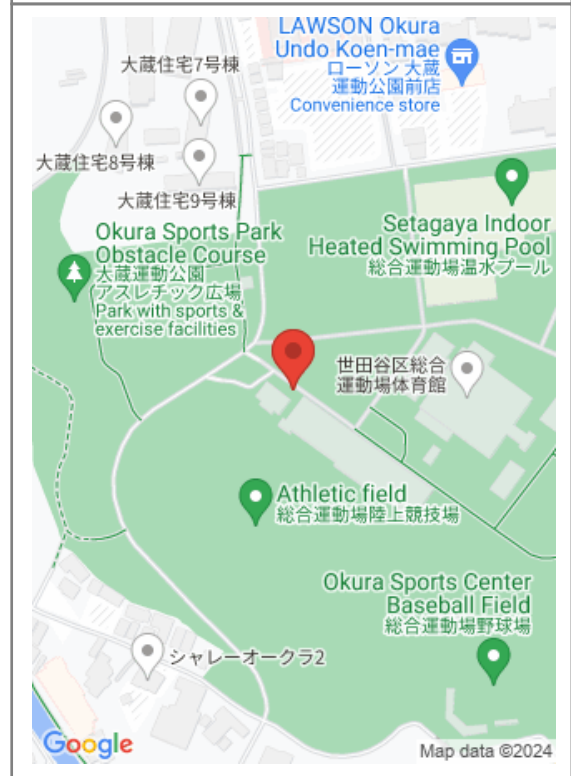 LAWSON Okura
Undo Koen-mae
ローソン 大蔵
運動公園前店
Convenience store
大蔵住宅7号棟
大蔵住宅8号棟
大蔵住宅9号棟
Setagaya Indoor
Heated Swimming Pool
総合運動場温水プール
Okura Sports Park
Obstacle Course
大蔵運動公園
アスレチック広場
Park with sports &
exercise facilities
世田谷区総合
運動場体育館
Athletic field
総合運動場陸上競技場
Okura Sports Center
Baseball Field
総合運動場野球場
シャレーオークラ2
Google
Map data ©2024